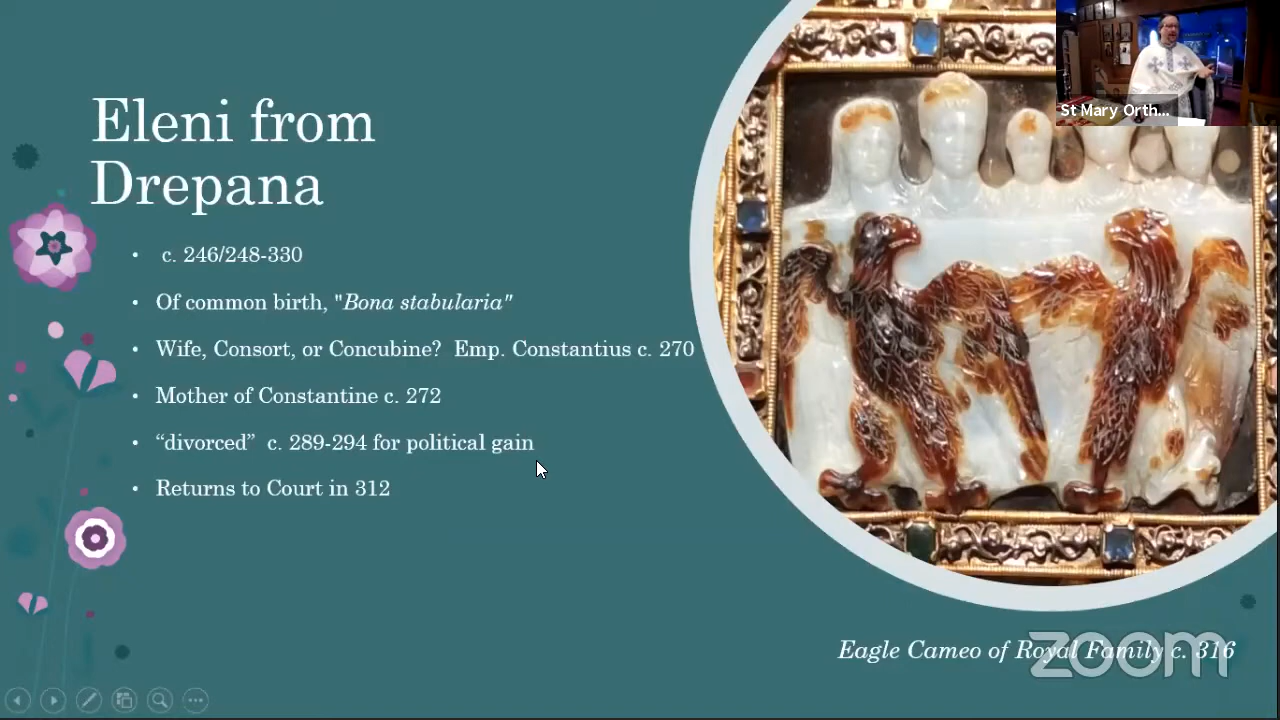 St Mary Orth...
Eleni from
Drepana
• c. 246/248-330
• Of common birth, "Bona stabularia"
• Wife, Consort, or Concubine? Emp. Constantius c. 270
• Mother of Constantine c. 272
• “divorced” c. 289-294 for political gain
• Returns to Court in 312
Eagle Cameo of Royal Family c. 316
zoom